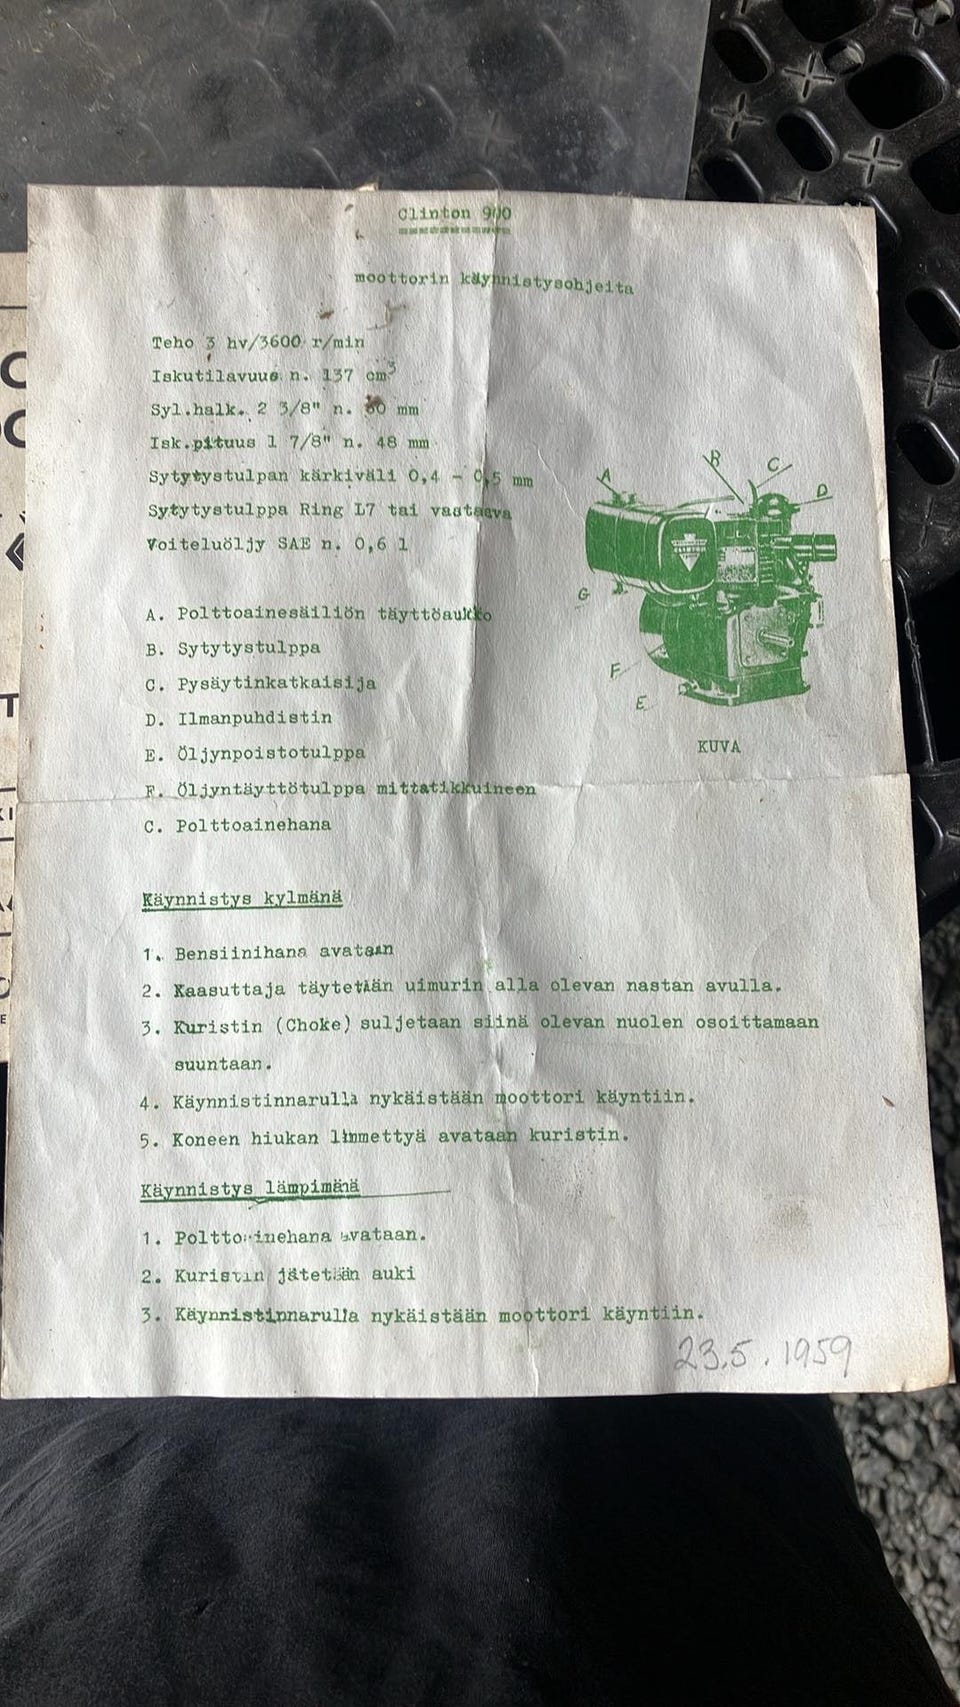 Clinton 900
moottorin käynnistysohjeita
Teho 3 hv/3600 r/min
Iskutilavuus n. 137 cm³
Syl.halk. 2 3/8" n. 60 mm
Isk.pituus 1 7/8" n. 48 mm
Sytytystulpan kärkiväli 0,4 - 0,5 mm
Sytytystulppa Ring L7 tai vastaava
Voiteluöljy SAE n. 0,6 l
A B C D
CLINTON
G
F
E
KUVA
A. Polttoainesäiliön täyttöaukko
B. Sytytystulppa
C. Pysäytinkatkaisija
D. Ilmanpuhdistin
E. Öljynpoistotulppa
F. Öljyntäyttötulppa mittatikkuineen
C. Polttoainehana
Käynnistys kylmänä
1. Bensiinihana avataan
2. Kaasuttaja täytetään uimurin alla olevan nastan avulla.
3. Kuristin (Choke) suljetaan siinä olevan nuolen osoittamaan
suuntaan.
4. Käynnistinnarulla nykäistään moottori käyntiin.
5. Koneen hiukan limmettyä avataan kuristin.
Käynnistys lämpimänä
1. Polttoainehana avataan.
2. Kuristin jätetään auki
3. Käynnistinnarulla nykäistään moottori käyntiin.
23.5.1959